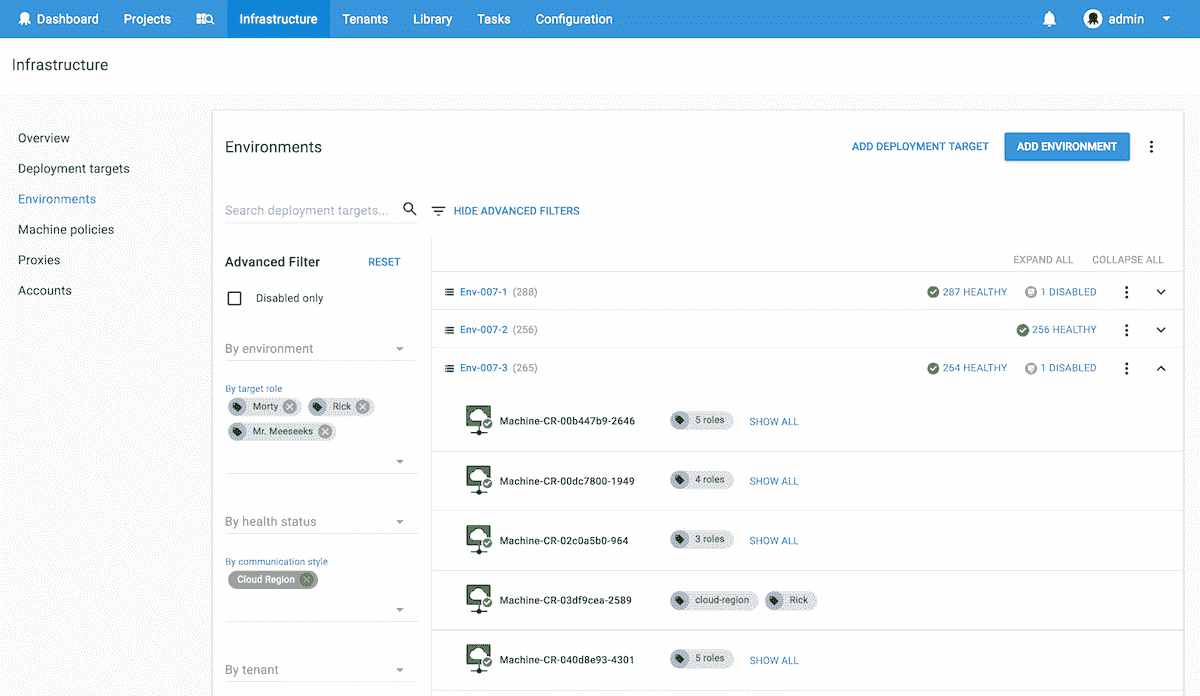 Dashboard Projects Infrastructure Tenants Library Tasks Configuration admin
Infrastructure
Overview
Deployment targets
Environments
Machine policies
Proxies
Accounts
Environments ADD DEPLOYMENT TARGET ADD ENVIRONMENT
Search deployment targets... HIDE ADVANCED FILTERS
Advanced Filter RESET
Disabled only
By environment
By target role
Morty Rick
Mr. Meeseeks
By health status
By communication style
Cloud Region
By tenant
EXPAND ALL COLLAPSE ALL
Env-007-1 (288) 287 HEALTHY 1 DISABLED
Env-007-2 (256) 256 HEALTHY
Env-007-3 (265) 264 HEALTHY 1 DISABLED
Machine-CR-00b447b9-2646 5 roles SHOW ALL
Machine-CR-00dc7800-1949 4 roles SHOW ALL
Machine-CR-02c0a5b0-964 3 roles SHOW ALL
Machine-CR-03df9cea-2589 cloud-region Rick
Machine-CR-040d8e93-4301 5 roles SHOW ALL